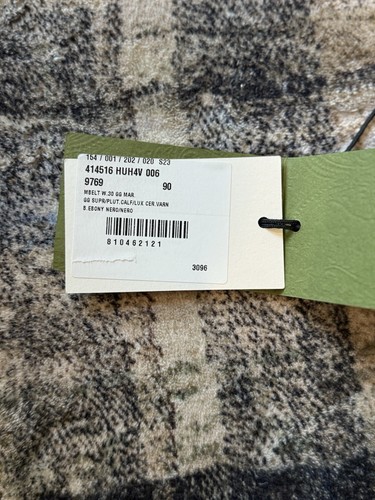 154 / 001 / 202 / 020 S23
414516 HUH4V 006
9769 90
MBELT W.30 GG MAR.
GG SUPR/PLUT.CALF/LUX CER.VARN
B.EBONY NERO/NERO
810462121
3096